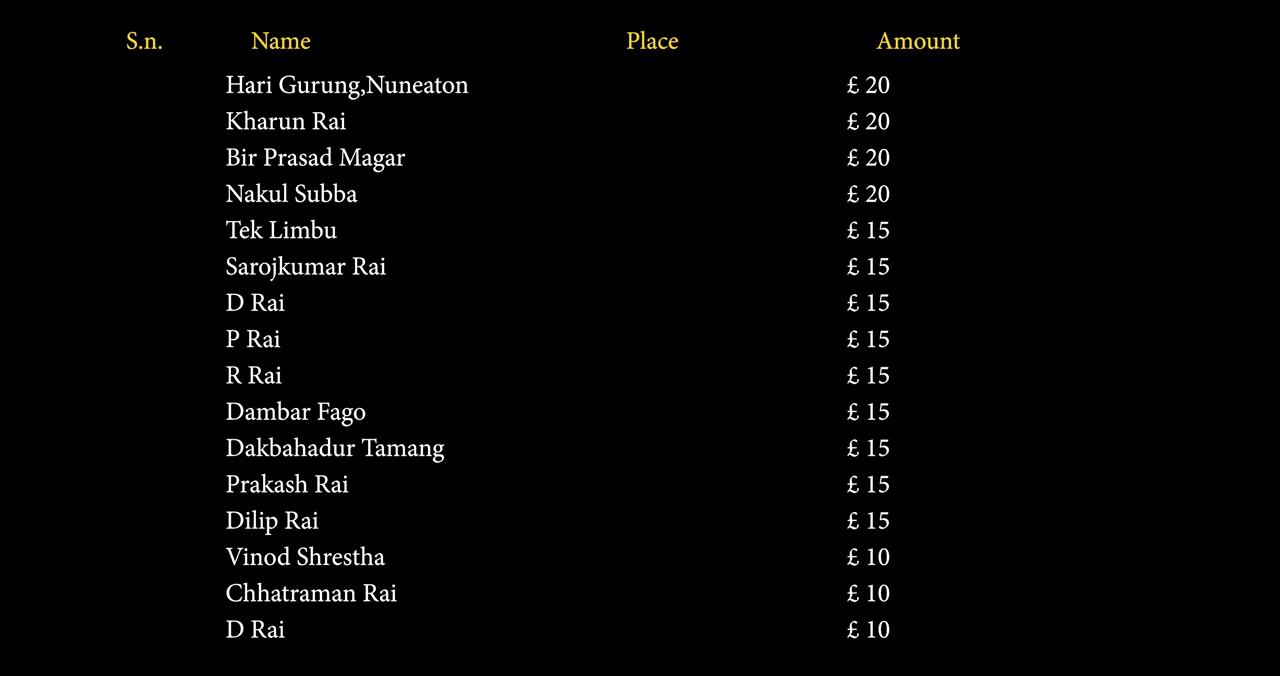 S.n. Name Place Amount
Hari Gurung,Nuneaton £ 20
Kharun Rai £ 20
Bir Prasad Magar £ 20
Nakul Subba £ 20
Tek Limbu £ 15
Sarojkumar Rai £ 15
D Rai £ 15
P Rai £ 15
R Rai £ 15
Dambar Fago £ 15
Dakbahadur Tamang £ 15
Prakash Rai £ 15
Dilip Rai £ 15
Vinod Shrestha £ 10
Chhatraman Rai £ 10
D Rai £ 10